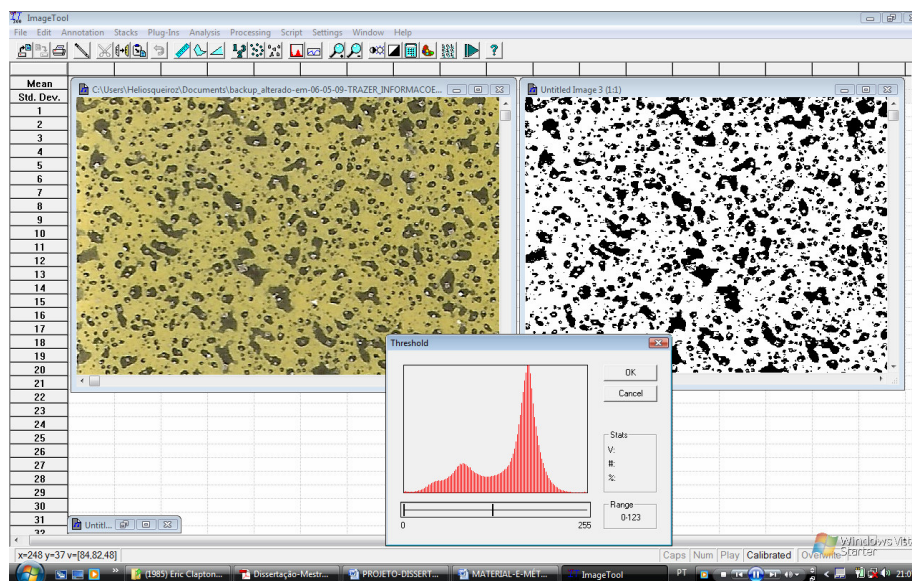 ImageTool
File Edit Annotation Stacks Plug-Ins Analysis Processing Script Settings Window Help
Mean
Std. Dev.
1
2
3
4
5
6
7
8
9
10
11
12
13
14
15
16
17
18
19
20
21
22
23
24
25
26
27
28
29
30
31
32
C:\Users\Heliosqueiroz\Documents\backup_alterado-em-06-05-09-TRAZER_INFORMACOE...
Untitled Image 3 (1:1)
Threshold
OK
Cancel
Stats
V:
#:
%:
Range
0-123
0 255
Untitl...
x=248 y=37 v=[84,82,48]
Caps Num Play Calibrated
Windows Vista
Starter
(1985) Eric Clapton...
Dissertação-Mestr...
PROJETO-DISSERT...
MATERIAL-E-MÉT...
ImageTool
PT